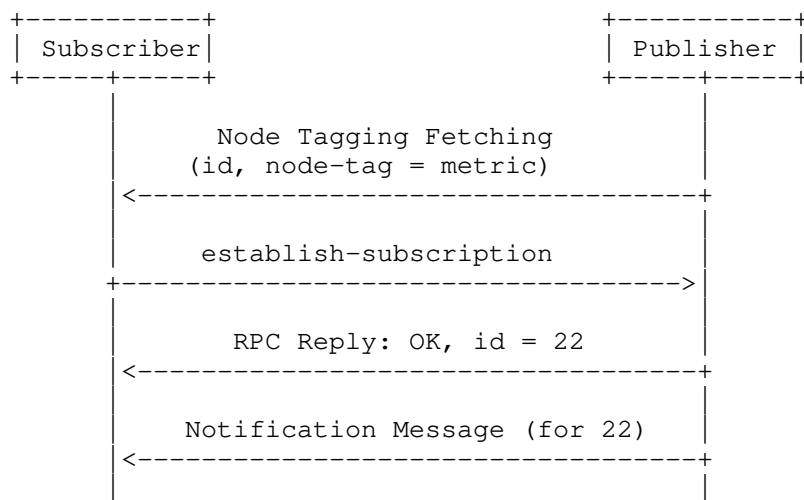 Subscriber Publisher
Node Tagging Fetching
(id, node-tag = metric)
establish-subscription
RPC Reply: OK, id = 22
Notification Message (for 22)